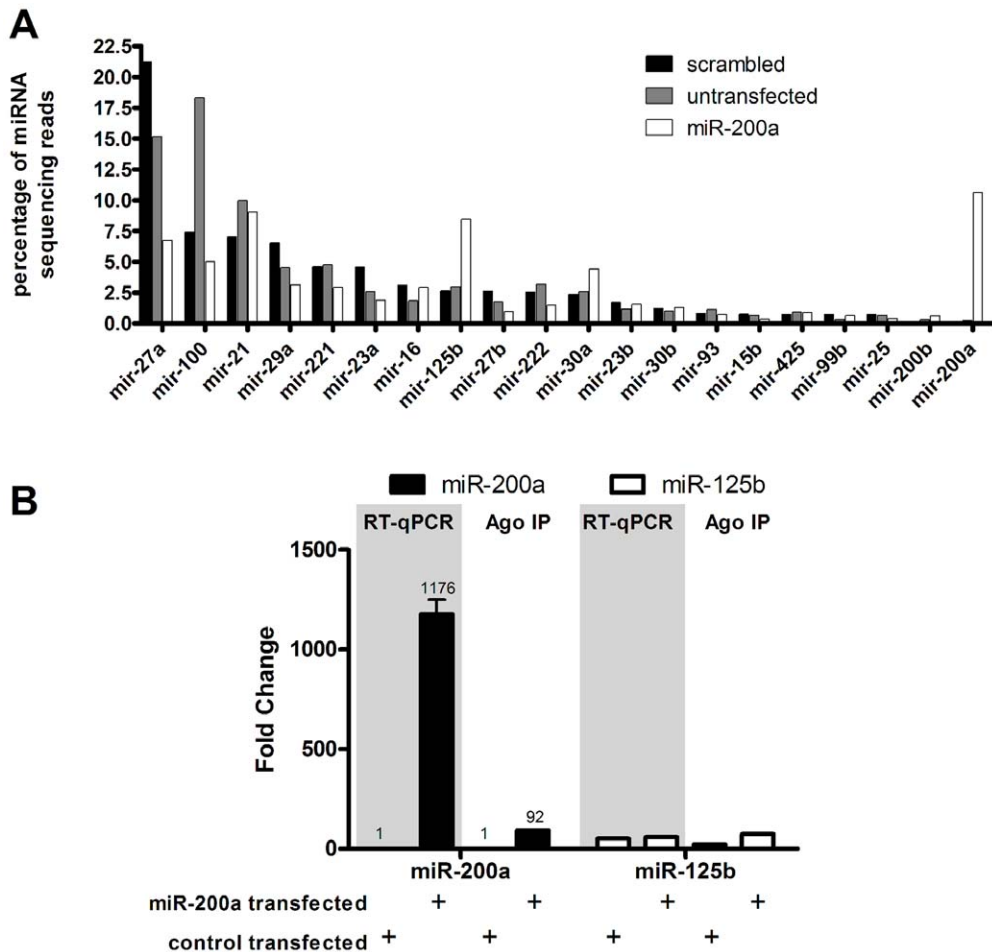 A
percentage of miRNA
sequencing reads
22.5
20.0
17.5
15.0
12.5
10.0
7.5
5.0
2.5
0.0
scrambled
untransfected
miR-200a
mir-27a
mir-100
mir-21
mir-29a
mir-221
mir-23a
mir-16
mir-125b
mir-27b
mir-222
mir-30a
mir-23b
mir-30b
mir-93
mir-15b
mir-425
mir-99b
mir-25
mir-200b
mir-200a
B
miR-200a miR-125b
RT-qPCR Ago IP RT-qPCR Ago IP
Fold Change
1500
1000
500
0
1 1176 1 92
miR-200a miR-125b
miR-200a transfected + + + +
control transfected + + + +